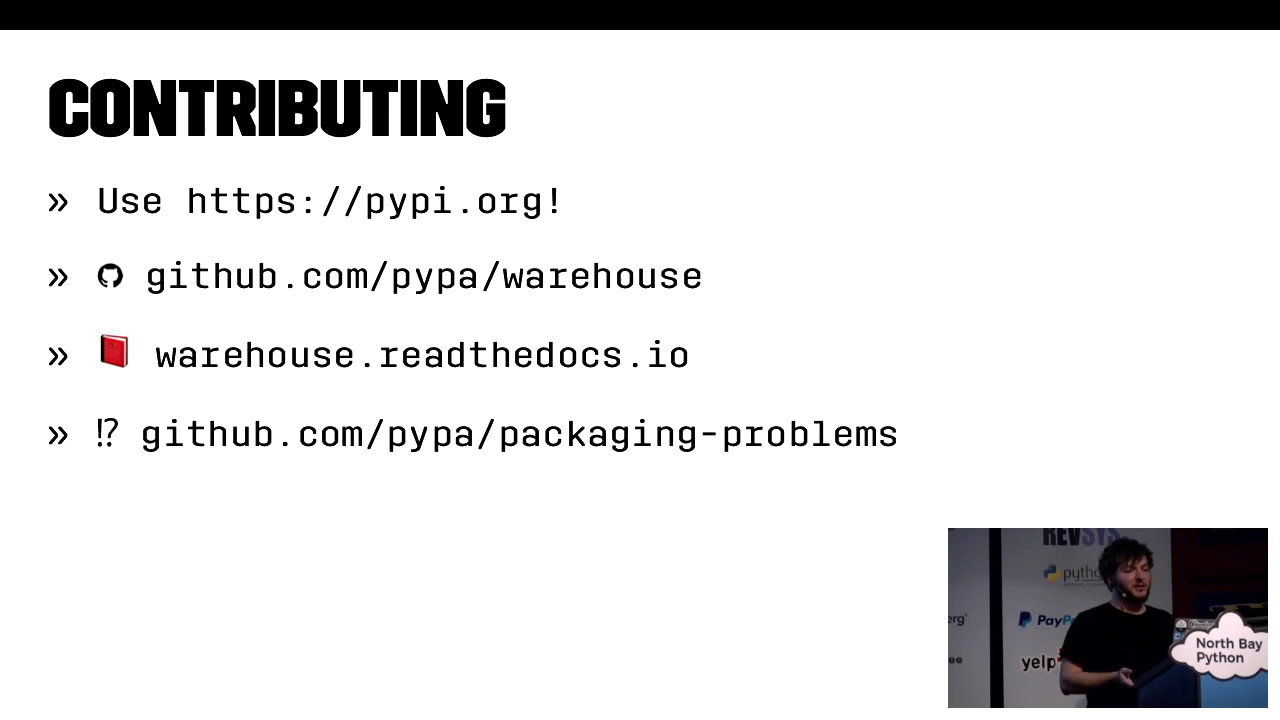 CONTRIBUTING
» Use https://pypi.org!
» github.com/pypa/warehouse
» warehouse.readthedocs.io
» ⁉ github.com/pypa/packaging-problems
REVSYS
python
PayPal
yelp
North Bay
Python